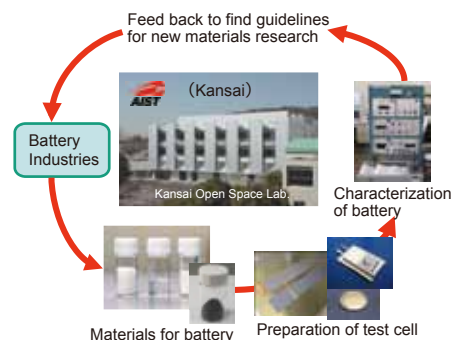 Feed back to find guidelines
for new materials research
AIST
（Kansai）
Battery
Industries
Kansai Open Space Lab.
Characterization
of battery
Materials for battery
Preparation of test cell